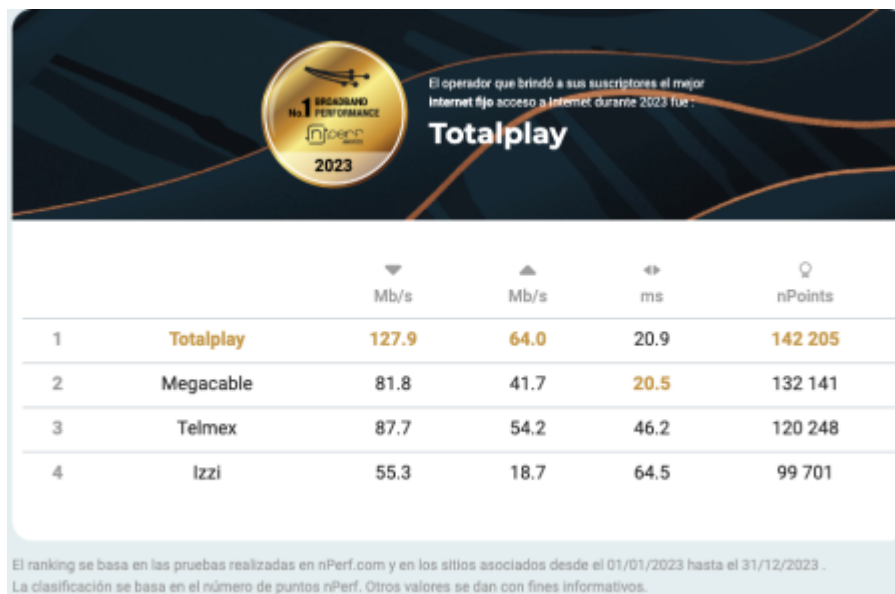 No.1 BROADBAND
PERFORMANCE
nperf
AWARDS
2023
El operador que brindó a sus suscriptores el mejor
Internet fijo acceso a Internet durante 2023 fue :
Totalplay
Mb/s Mb/s ms nPoints
1 Totalplay 127.9 64.0 20.9 142 205
2 Megacable 81.8 41.7 20.5 132 141
3 Telmex 87.7 54.2 46.2 120 248
4 Izzi 55.3 18.7 64.5 99 701
El ranking se basa en las pruebas realizadas en nPerf.com y en los sitios asociados desde el 01/01/2023 hasta el 31/12/2023 .
La clasificación se basa en el número de puntos nPerf. Otros valores se dan con fines informativos.